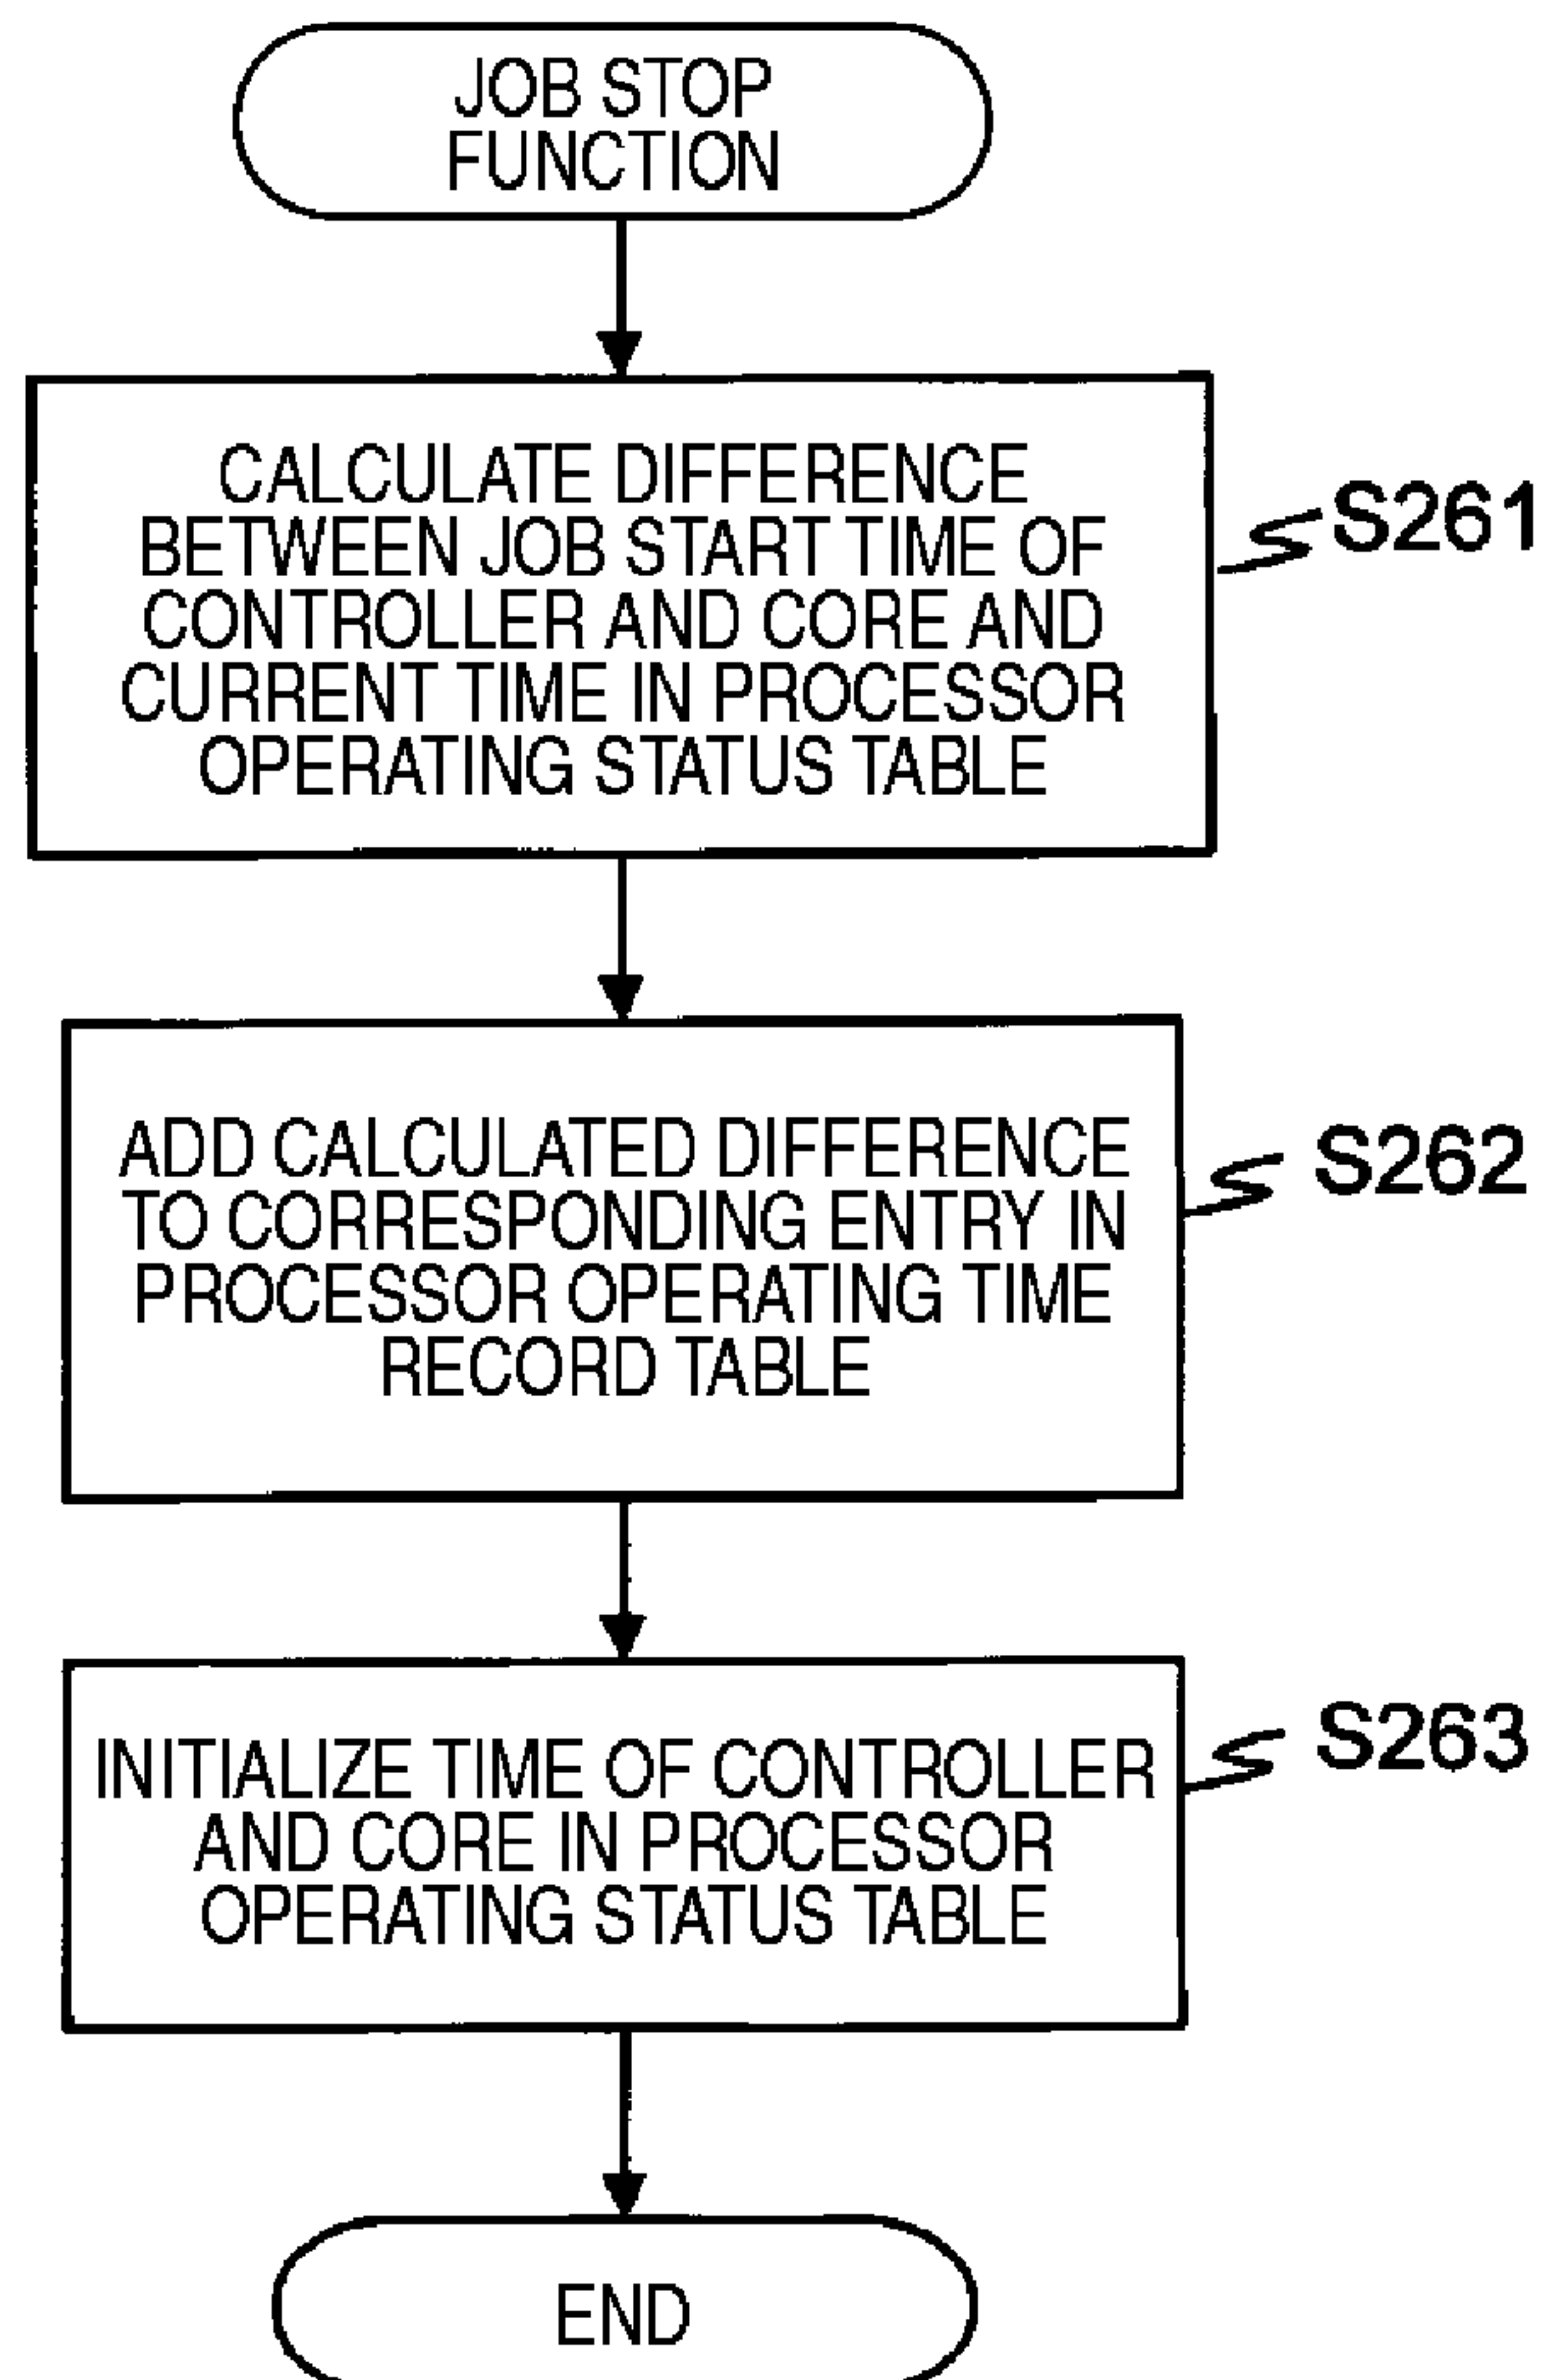 JOB STOP
FUNCTION
CALCULATE DIFFERENCE
BETWEEN JOB START TIME OF
CONTROLLER AND CORE AND
CURRENT TIME IN PROCESSOR
OPERATING STATUS TABLE
S261
ADD CALCULATED DIFFERENCE
TO CORRESPONDING ENTRY IN
PROCESSOR OPERATING TIME
RECORD TABLE
S262
INITIALIZE TIME OF CONTROLLER
AND CORE IN PROCESSOR
OPERATING STATUS TABLE
S263
END